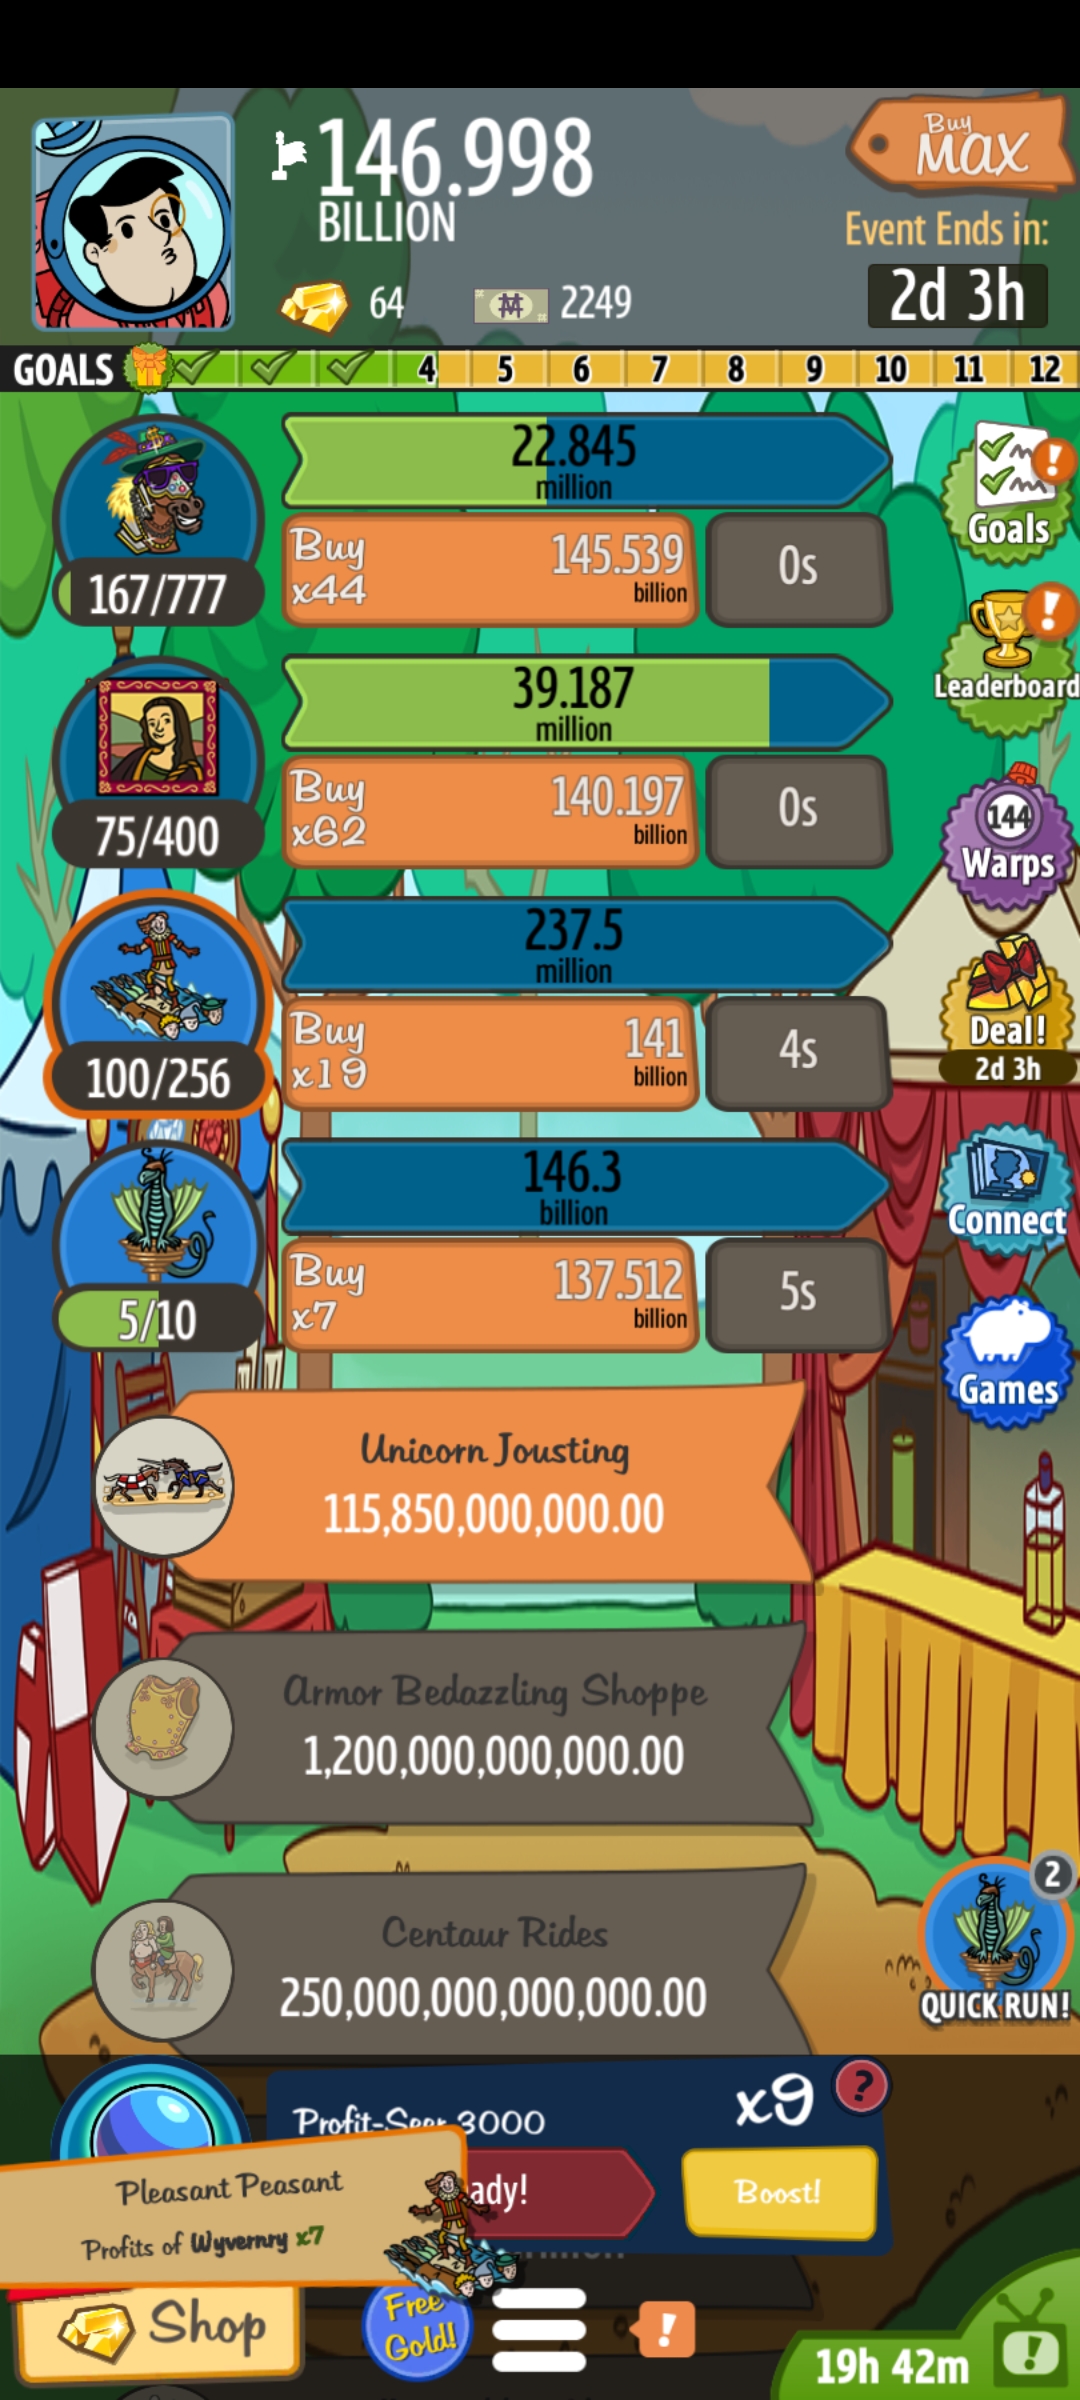 146.998
BILLION
64
2249
Buy
MAX
Event Ends in:
2d 3h
GOALS
4 5 6 7 8 9 10 11 12
22.845
million
Buy
x44
145.539
billion
0s
167/777
Goals
39.187
million
Buy
x62
140.197
billion
0s
75/400
Leaderboard
144
Warps
237.5
million
Buy
x19
141
billion
4s
100/256
Deal!
2d 3h
146.3
billion
Buy
x7
137.512
billion
5s
5/10
Connect
Games
Unicorn Jousting
115,850,000,000.00
Armor Bedazzling Shoppe
1,200,000,000,000.00
Centaur Rides
250,000,000,000,000.00
2
QUICK RUN!
Profit-Seer 3000
x9
?
ady!
Boost!
Pleasant Peasant
Profits of Wyvernry x7
Shop
Free
Gold!
!
19h 42m